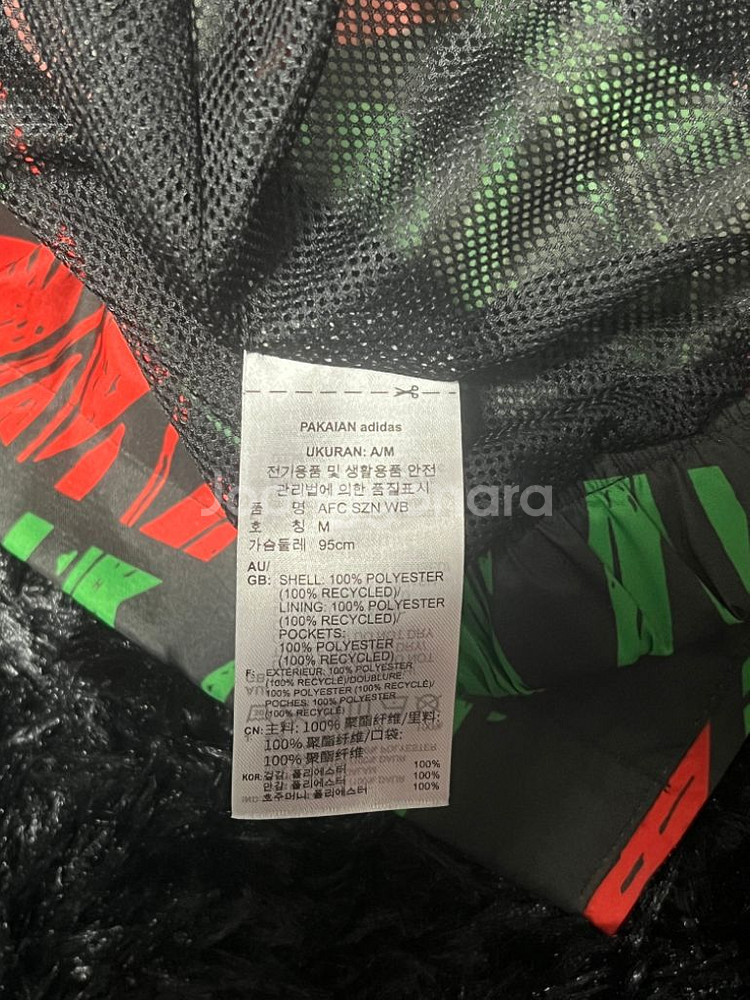 PAKAIAN adidas
UKURAN: A/M
전기용품 및 생활용품 안전
관리법에 의한 품질표시
품 명 AFC SZN WB
호 칭 M
가슴둘레 95cm
AU/
GB: SHELL: 100% POLYESTER
(100% RECYCLED)/
LINING: 100% POLYESTER
(100% RECYCLED)/
POCKETS:
100% POLYESTER
(100% RECYCLED)
F: EXTÉRIEUR: 100% POLYESTER
(100% RECYCLÉ)/DOUBLURE:
100% POLYESTER (100% RECYCLÉ)/
POCHES: 100% POLYESTER
(100% RECYCLÉ)
CN: 主料: 100% 聚酯纤维/里料:
100% 聚酯纤维/口袋:
100% 聚酯纤维
KOR: 겉감: 폴리에스터 100%
안감: 폴리에스터 100%
호주머니: 폴리에스터 100%